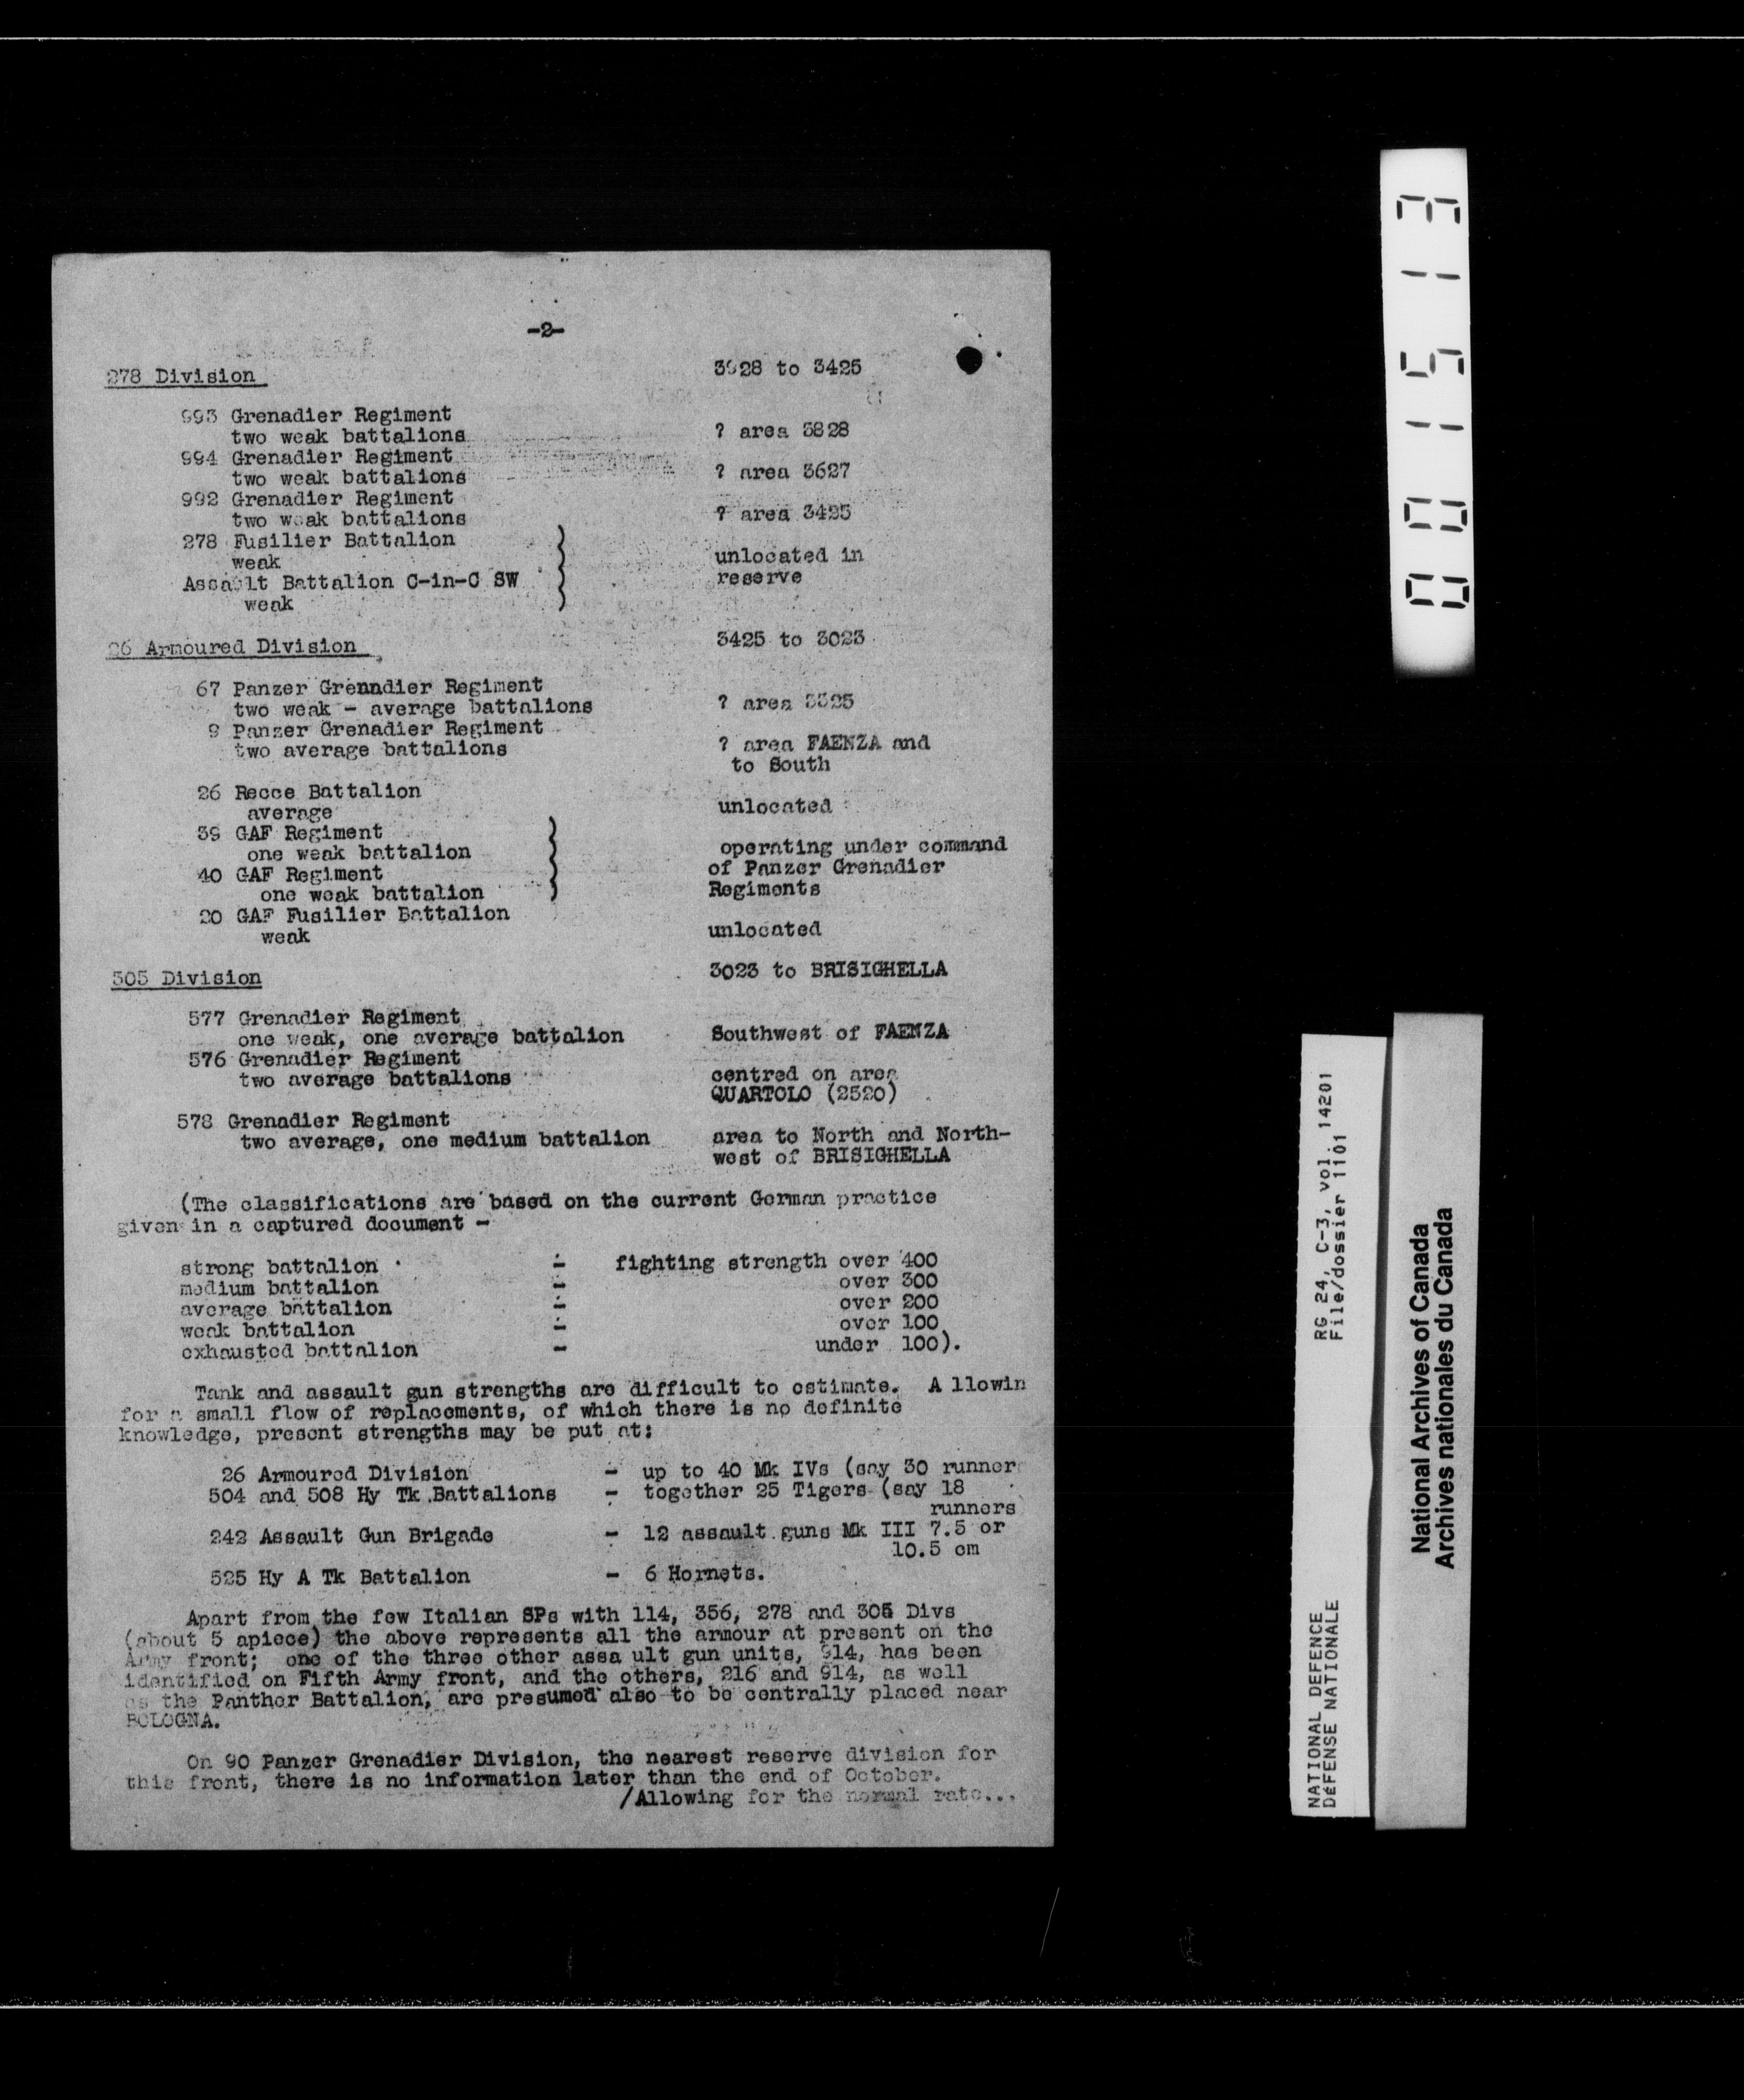 -2-
278 Division 3928 to 3425
993 Grenadier Regiment
two weak battalions ? area 3828
994 Grenadier Regiment
two weak battalions ? area 3627
992 Grenadier Regiment
two weak battalions ? area 3425
278 Fusilier Battalion
weak unlocated in
Assault Battalion C-in-C SW reserve
weak
26 Armoured Division 3425 to 3023
67 Panzer Grenndier Regiment
two weak - average battalions ? area 3325
9 Panzer Grenadier Regiment
two average battalions ? area FAENZA and
to South
26 Recce Battalion
average unlocated
39 GAF Regiment
one weak battalion operating under command
40 GAF Regiment of Panzer Grenadier
one weak battalion Regiments
20 GAF Fusilier Battalion
weak unlocated
305 Division 3023 to BRISIGHELLA
577 Grenadier Regiment
one weak, one average battalion Southwest of FAENZA
576 Grenadier Regiment
two average battalions centred on area
QUARTOLO (2520)
578 Grenadier Regiment
two average, one medium battalion area to North and North-
west of BRISIGHELLA
(The classifications are based on the current German practice
given in a captured document -
strong battalion - fighting strength over 400
medium battalion - over 300
average battalion - over 200
weak battalion - over 100
exhausted battalion - under 100).
Tank and assault gun strengths are difficult to estimate. A llowin
for a small flow of replacements, of which there is no definite
knowledge, present strengths may be put at:
26 Armoured Division - up to 40 Mk IVs (say 30 runner
504 and 508 Hy Tk Battalions - together 25 Tigers (say 18
runners
242 Assault Gun Brigade - 12 assault guns Mk III 7.5 or
10.5 cm
525 Hy A Tk Battalion - 6 Hornets.
Apart from the few Italian SPs with 114, 356, 278 and 305 Divs
(about 5 apiece) the above represents all the armour at present on the
Army front; one of the three other assa ult gun units, 914, has been
identified on Fifth Army front, and the others, 216 and 914, as well
as the Panther Battalion, are presumed also to be centrally placed near
BOLOGNA.
On 90 Panzer Grenadier Division, the nearest reserve division for
this front, there is no information later than the end of October.
/Allowing for the normal rate...
001513
RG 24, C-3, vol. 14201
File/dossier 1101
NATIONAL DEFENCE
DéFENSE NATIONALE
National Archives of Canada
Archives nationales du Canada